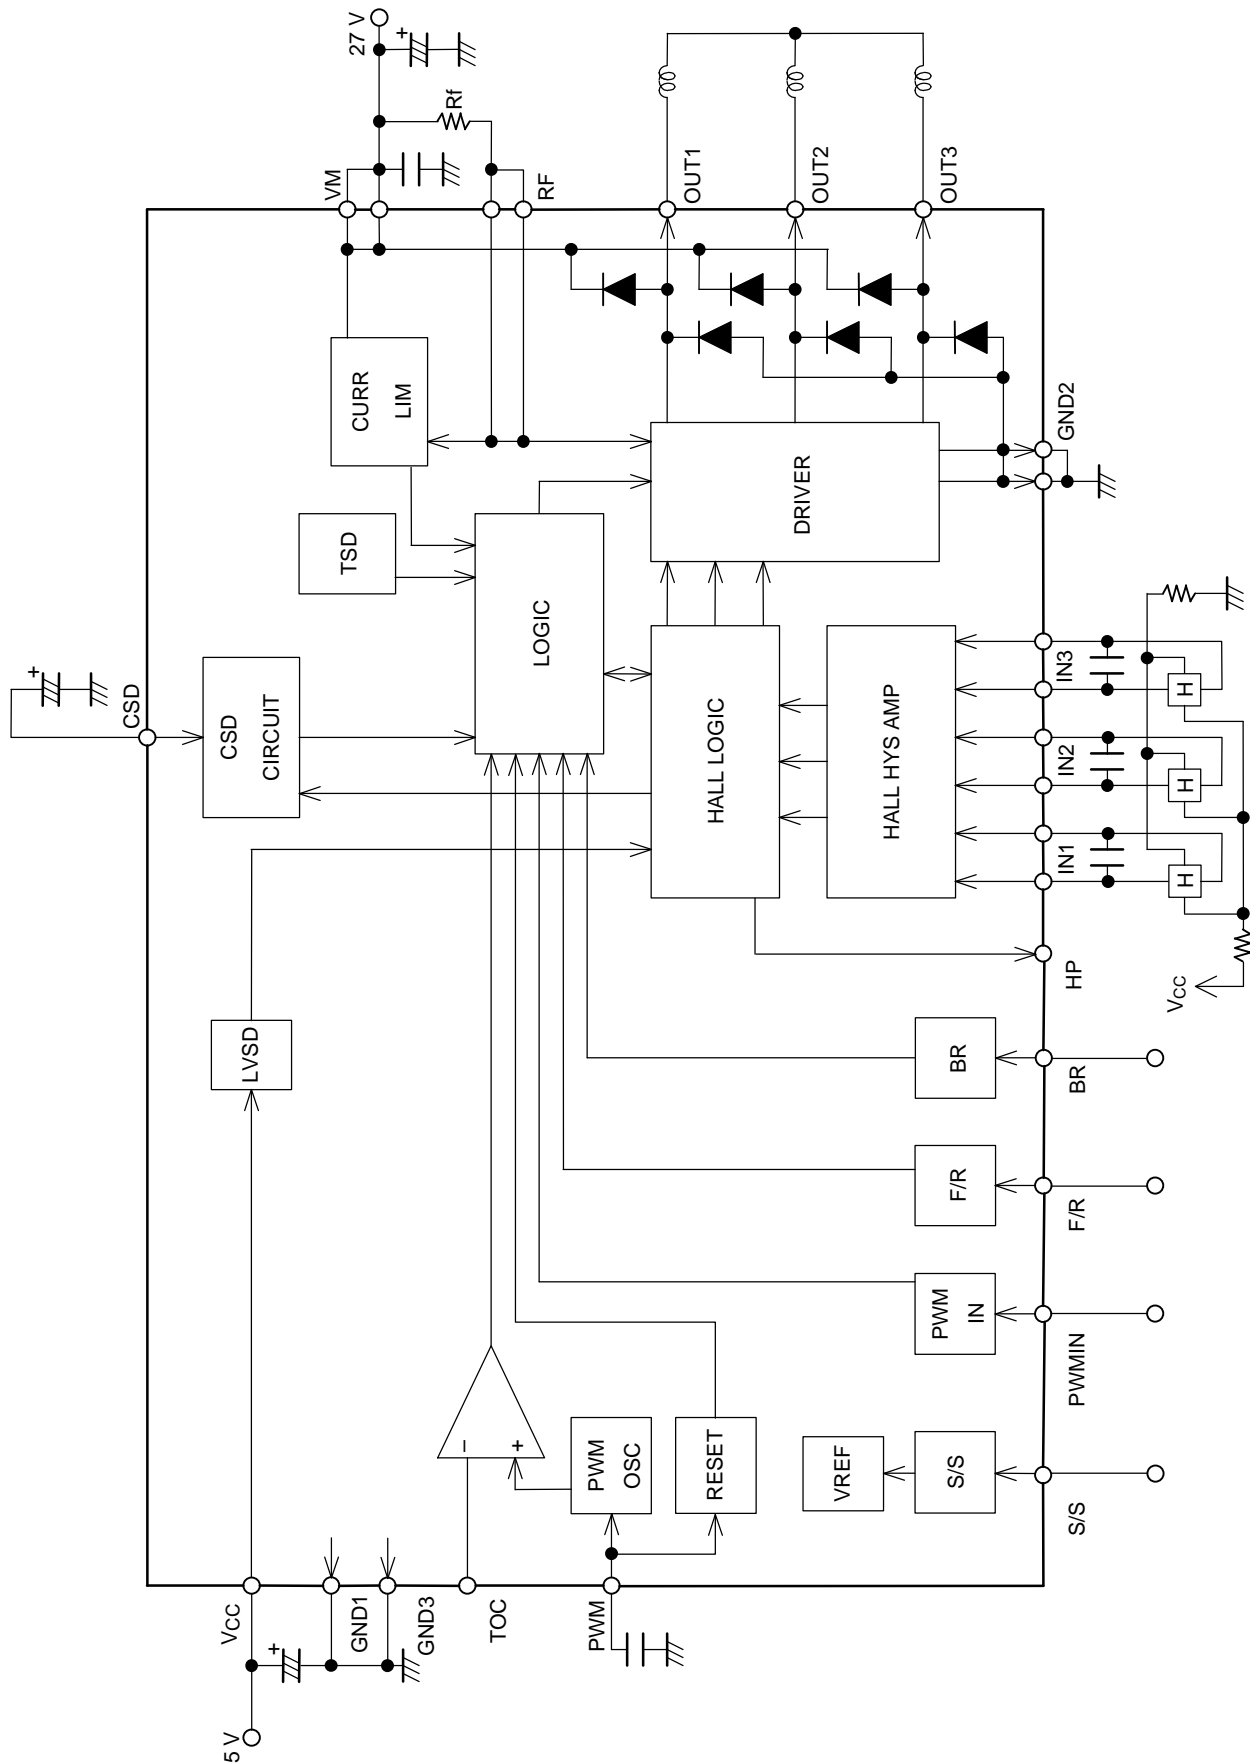 27 V
+
VM
Rf
RF
OUT1
OUT2
OUT3
CURR
LIM
TSD
LOGIC
DRIVER
GND2
+
CSD
CSD
CIRCUIT
HALL LOGIC
HALL HYS AMP
IN3
IN2
IN1
H
H
H
VCC
HP
LVSD
BR
BR
F/R
F/R
PWM
IN
PWMIN
−
+
PWM
OSC
RESET
VREF
S/S
S/S
VCC
GND1
GND3
TOC
PWM
+
5 V